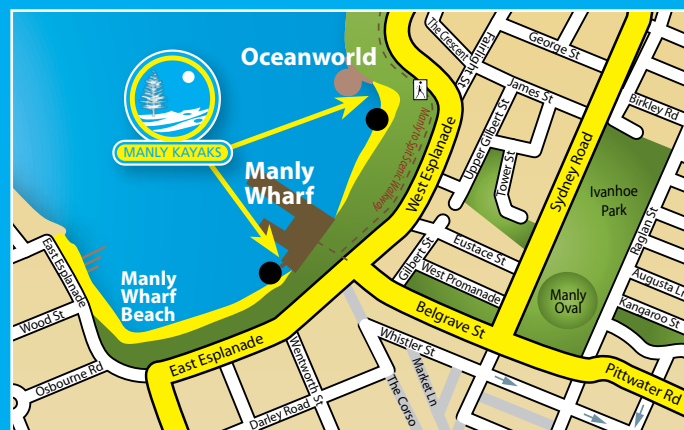 Oceanworld
MANLY KAYAKS
Manly
Wharf
Manly
Wharf
Beach
The Crescent
Fairlight St
George St
James St
Birkley Rd
Upper Gilbert St
Tower St
Sydney Road
Ivanhoe
Park
Raglan St
Manly to Spit Scenic Walkway
West Esplanade
Eustace St
Gilbert St
West Promanade
Augusta Ln
Kangaroo St
Manly
Oval
Belgrave St
Pittwater Rd
East Esplanade
Wood St
Osbourne Rd
East Esplanade
Wentworth St
Darley Road
Whistler St
Market Ln
The Corso